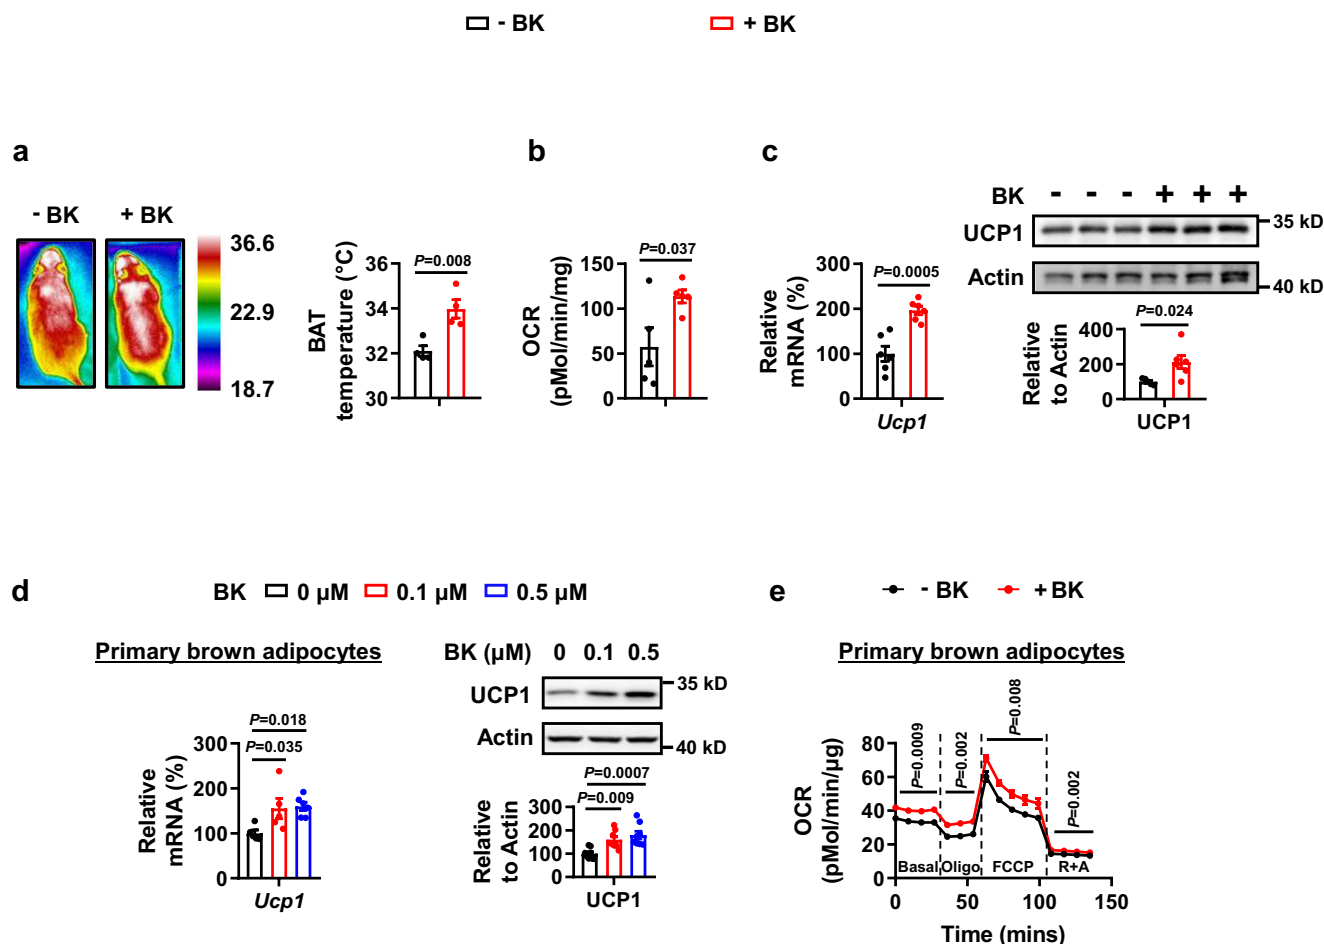 - BK
+ BK
a
- BK
+ BK
36.6
22.9
18.7
BAT
temperature (°C)
36
34
32
30
P=0.008
b
OCR
(pMol/min/mg)
150
100
50
0
P=0.037
c
Relative
mRNA (%)
300
200
100
0
P=0.0005
Ucp1
BK - - - + + +
UCP1
35 kD
Actin
40 kD
Relative
to Actin
400
200
0
P=0.024
UCP1
d
BK 0 µM 0.1 µM 0.5 µM
Primary brown adipocytes
Relative
mRNA (%)
300
200
100
0
P=0.018
P=0.035
Ucp1
BK (µM) 0 0.1 0.5
UCP1
35 kD
Actin
40 kD
Relative
to Actin
300
200
100
0
P=0.0007
P=0.009
UCP1
e
- BK
+ BK
Primary brown adipocytes
OCR
(pMol/min/µg)
80
60
40
20
0
P=0.0009
P=0.002
P=0.008
P=0.002
Basal Oligo FCCP R+A
0 50 100 150
Time (mins)